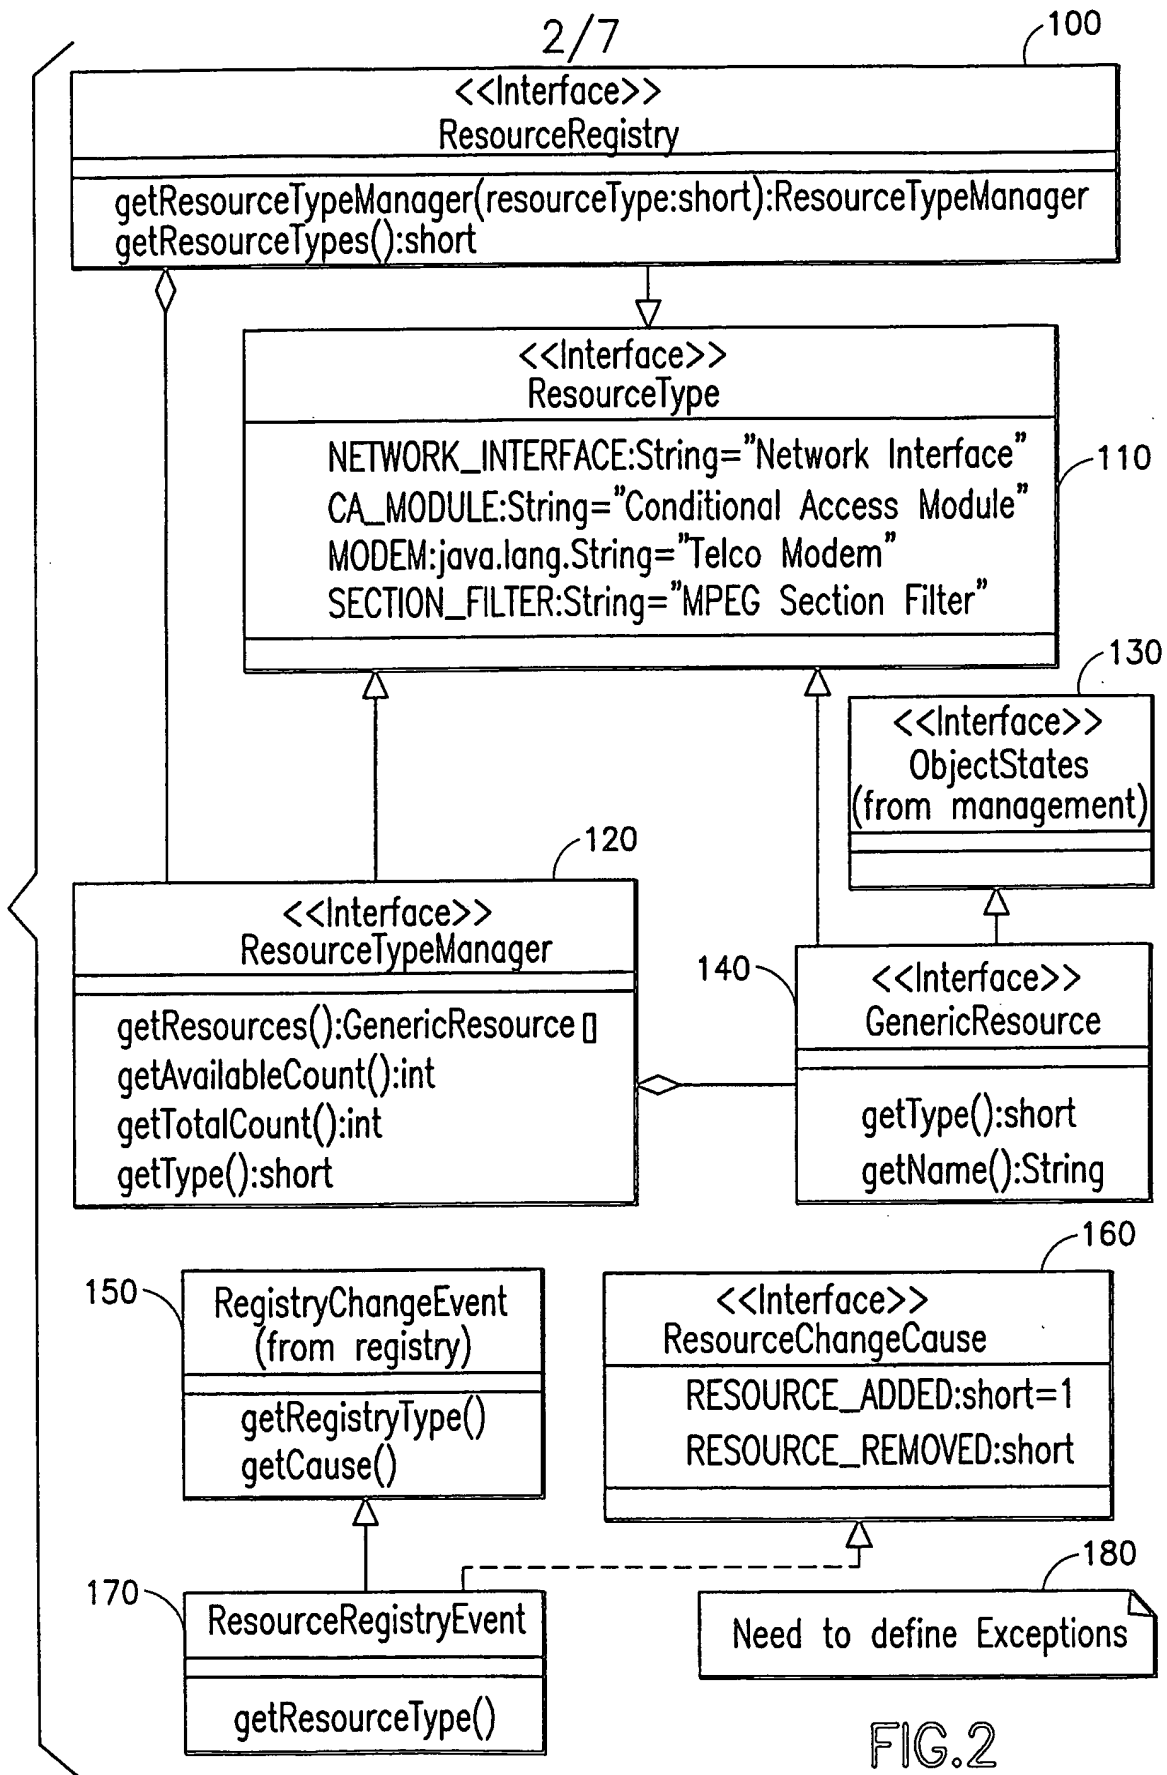 2/7
100
<<Interface>>
ResourceRegistry
getResourceTypeManager(resourceType:short):ResourceTypeManager
getResourceTypes():short
<<Interface>>
ResourceType
NETWORK_INTERFACE:String="Network Interface"
CA_MODULE:String="Conditional Access Module"
MODEM:java.lang.String="Telco Modem"
SECTION_FILTER:String="MPEG Section Filter"
110
130
<<Interface>>
ObjectStates
(from management)
120
<<Interface>>
ResourceTypeManager
getResources():GenericResource[]
getAvailableCount():int
getTotalCount():int
getType():short
140
<<Interface>>
GenericResource
getType():short
getName():String
150
RegistryChangeEvent
(from registry)
getRegistryType()
getCause()
160
<<Interface>>
ResourceChangeCause
RESOURCE_ADDED:short=1
RESOURCE_REMOVED:short
170
ResourceRegistryEvent
getResourceType()
180
Need to define Exceptions
FIG.2